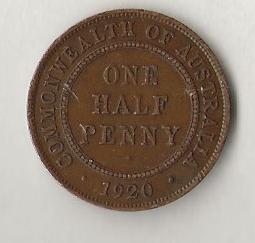 COMMONWEALTH OF AUSTRALIA
ONE
HALF
PENNY
1920